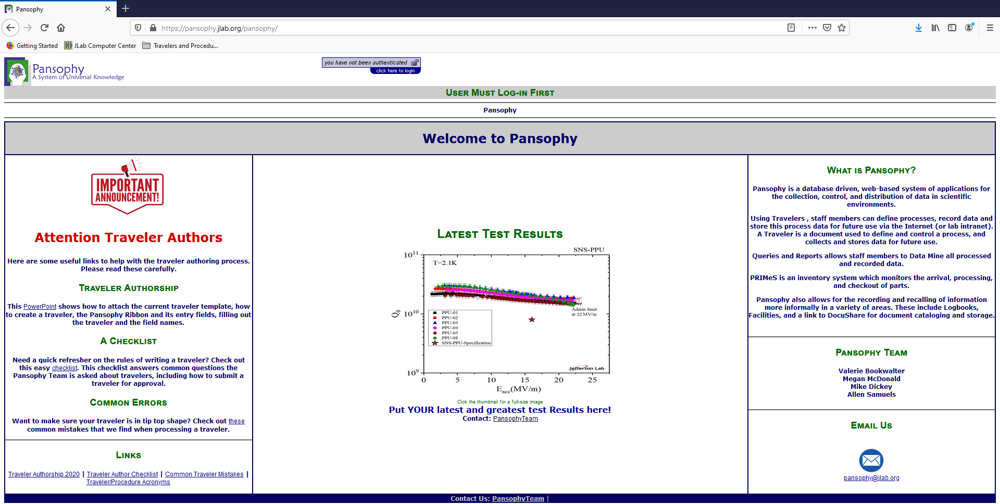 Pansophy
https://pansophy.jlab.org/pansophy/
Getting Started
JLab Computer Center
Travelers and Procedu...
Pansophy
A System of Universal Knowledge
you have not been authenticated
click here to login
User Must Log-in First
Pansophy
Welcome to Pansophy
IMPORTANT
ANNOUNCEMENT!
Attention Traveler Authors
Here are some useful links to help with the traveler authoring process.
Please read these carefully.
Traveler Authorship
This PowerPoint shows how to attach the current traveler template, how
to create a traveler, the Pansophy Ribbon and its entry fields, filling out
the traveler and the field names.
A Checklist
Need a quick refresher on the rules of writing a traveler? Check out
this easy checklist. This checklist answers common questions the
Pansophy Team is asked about travelers, including how to submit a
traveler for approval.
Common Errors
Want to make sure your traveler is in tip top shape? Check out these
common mistakes that we find when processing a traveler.
Links
Traveler Authorship 2020 | Traveler Author Checklist | Common Traveler Mistakes |
Traveler/Procedure Acronyms
Latest Test Results
SNS-PPU
10^11
T=2.1K
Q0
10^10
Admin limit
at 22 MV/m
PPU-01
PPU-02
PPU-03
PPU-04
PPU-05
PPU-08
SNS-PPU-Specification
Jefferson Lab
10^9
0 5 10 15 20 25
Eacc(MV/m)
Cick the thumbnail for a full-size image
Put YOUR latest and greatest test Results here!
Contact: PansophyTeam
What is Pansophy?
Pansophy is a database driven, web-based system of applications for
the collection, control, and distribution of data in scientific
environments.
Using Travelers , staff members can define processes, record data and
store this process data for future use via the Internet (or lab intranet).
A Traveler is a document used to define and control a process, and
collects and stores data for future use.
Queries and Reports allows staff members to Data Mine all processed
and recorded data.
PRIMeS is an inventory system which monitors the arrival, processing,
and checkout of parts.
Pansophy also allows for the recording and recalling of information
more informally in a variety of areas. These include Logbooks,
Facilities, and a link to DocuShare for document cataloging and storage.
Pansophy Team
Valerie Bookwalter
Megan McDonald
Mike Dickey
Allen Samuels
Email Us
pansophy@jlab.org
Contact Us: PansophyTeam |